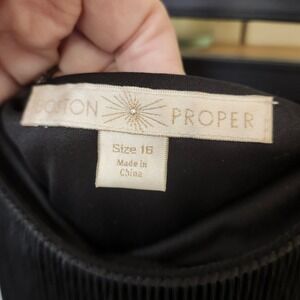 BOSTON PROPER
Size 16
Made in
China